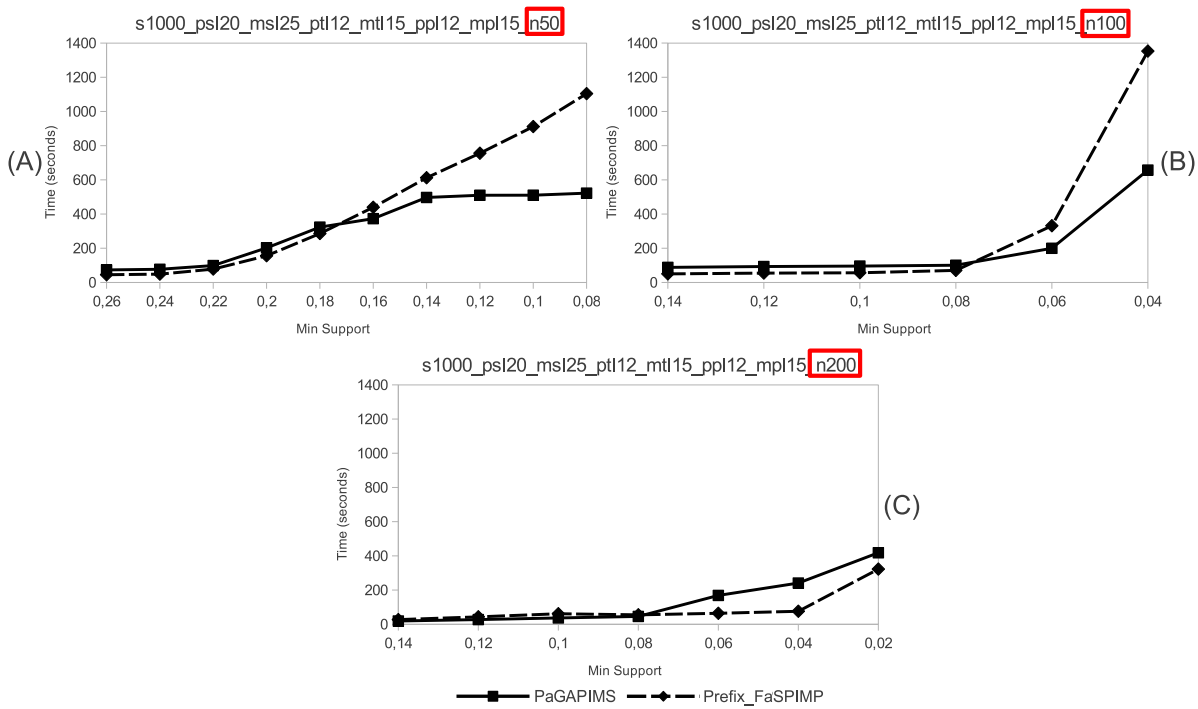 s1000_psl20_msl25_ptl12_mtl15_ppl12_mpl15_n50
1400
1200
1000
800
600
400
200
0
Time (seconds)
(A)
0,26 0,24 0,22 0,2 0,18 0,16 0,14 0,12 0,1 0,08
Min Support
s1000_psl20_msl25_ptl12_mtl15_ppl12_mpl15_n100
1400
1200
1000
800
600
400
200
0
Time (seconds)
(B)
0,14 0,12 0,1 0,08 0,06 0,04
Min Support
s1000_psl20_msl25_ptl12_mtl15_ppl12_mpl15_n200
1400
1200
1000
800
600
400
200
0
Time (seconds)
(C)
0,14 0,12 0,1 0,08 0,06 0,04 0,02
Min Support
PaGAPIMS Prefix_FaSPIMP